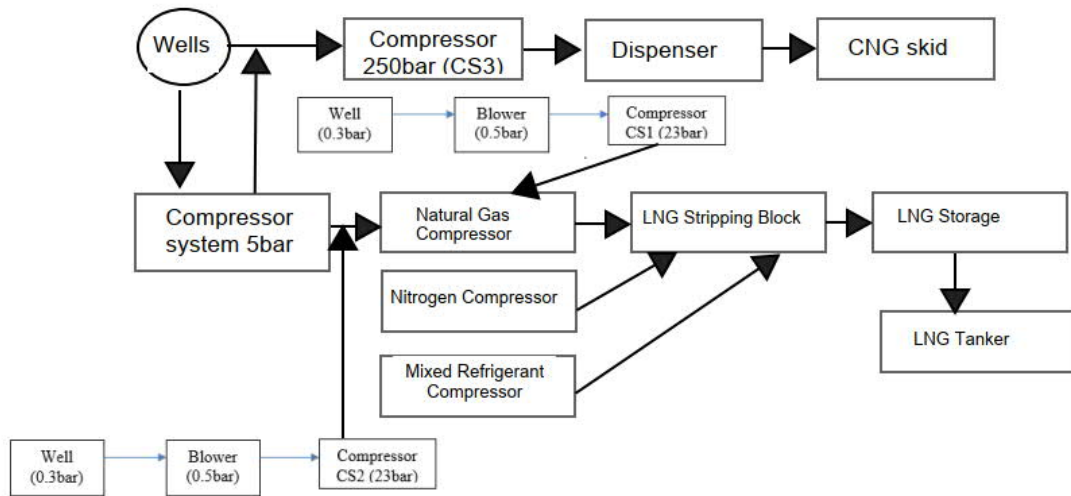 Wells
Compressor
250bar (CS3)
Dispenser
CNG skid
Well
(0.3bar)
Blower
(0.5bar)
Compressor
CS1 (23bar)
Compressor
system 5bar
Natural Gas
Compressor
LNG Stripping Block
LNG Storage
Nitrogen Compressor
LNG Tanker
Mixed Refrigerant
Compressor
Well
(0.3bar)
Blower
(0.5bar)
Compressor
CS2 (23bar)